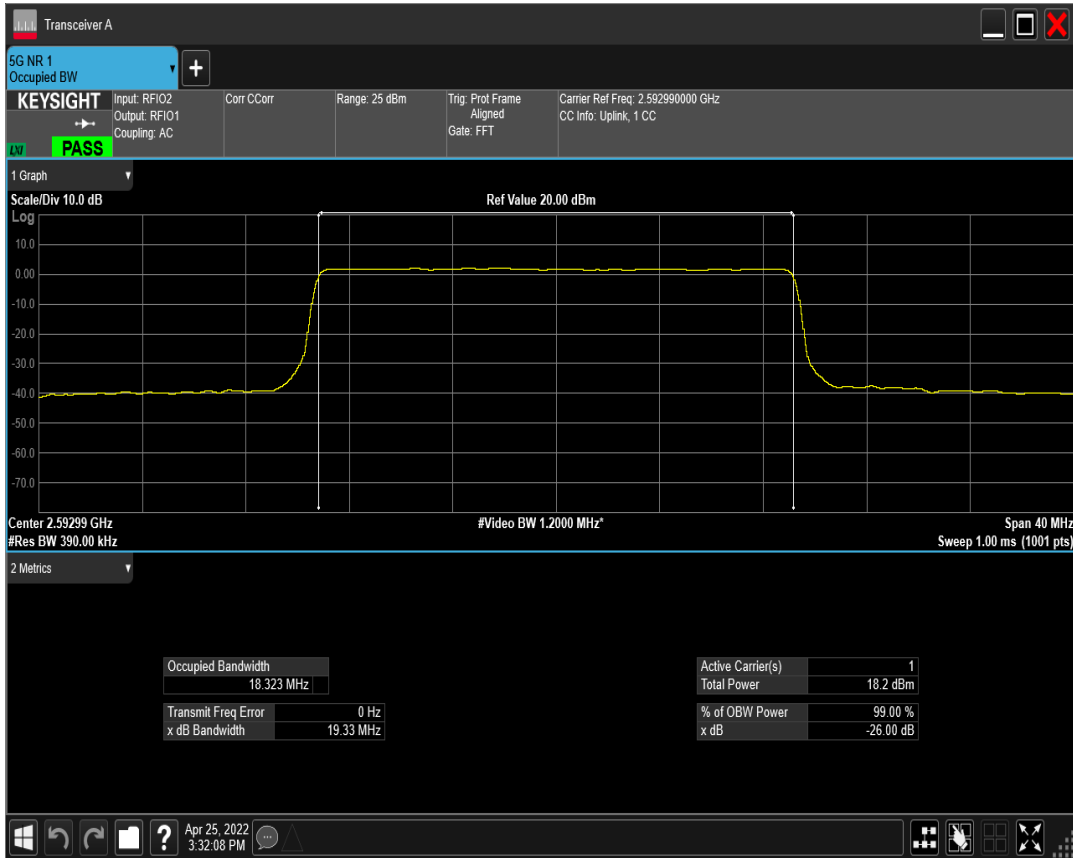 Transceiver A
5G NR 1
Occupied BW
KEYSIGHT
LXI
PASS
Input: RFIO2
Output: RFIO1
Coupling: AC
Corr CCorr
Range: 25 dBm
Trig: Prot Frame
Aligned
Gate: FFT
Carrier Ref Freq: 2.592990000 GHz
CC Info: Uplink, 1 CC
1 Graph
Scale/Div 10.0 dB
Ref Value 20.00 dBm
Log
10.0
0.00
-10.0
-20.0
-30.0
-40.0
-50.0
-60.0
-70.0
Center 2.59299 GHz
#Video BW 1.2000 MHz*
Span 40 MHz
#Res BW 390.00 kHz
Sweep 1.00 ms (1001 pts)
2 Metrics
Occupied Bandwidth
18.323 MHz
Transmit Freq Error 0 Hz
x dB Bandwidth 19.33 MHz
Active Carrier(s) 1
Total Power 18.2 dBm
% of OBW Power 99.00 %
x dB -26.00 dB
Apr 25, 2022
3:32:08 PM